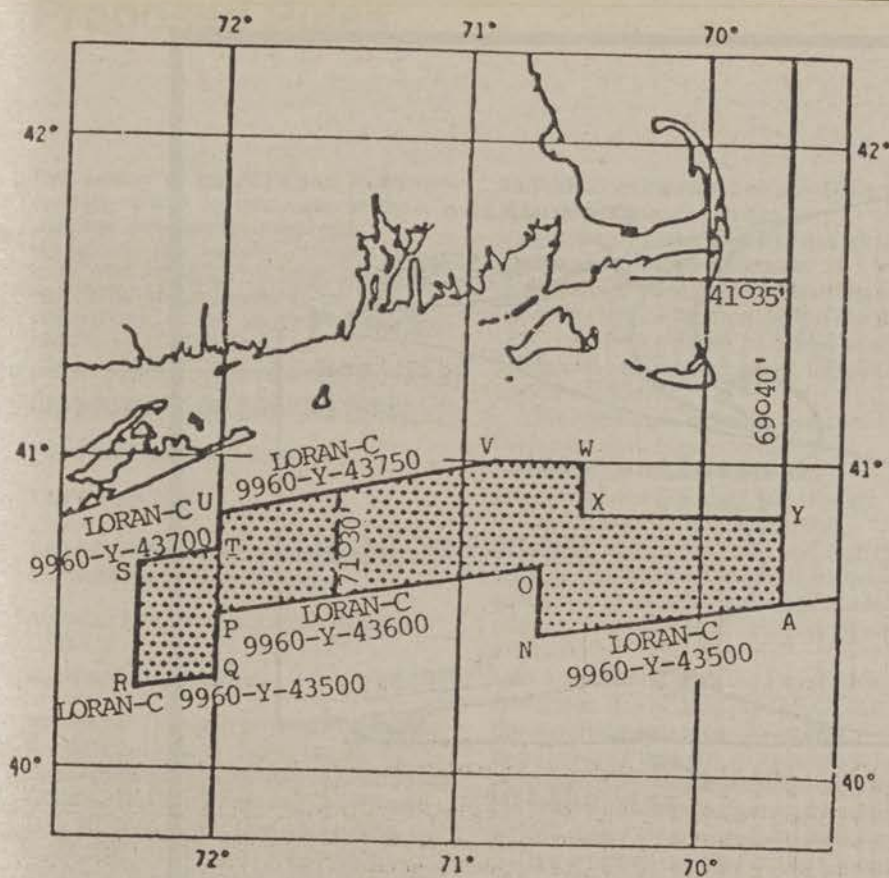 72° 71° 70°
42° 42°
41°35'
69°40'
41° 41°
V W
LORAN-C
9960-Y-43750
LORAN-C U
9960-Y-43700
X Y
S T
71°30'
O
P
LORAN-C
9960-Y-43600
A
N
LORAN-C
9960-Y-43500
R Q
LORAN-C 9960-Y-43500
40° 40°
72° 71° 70°